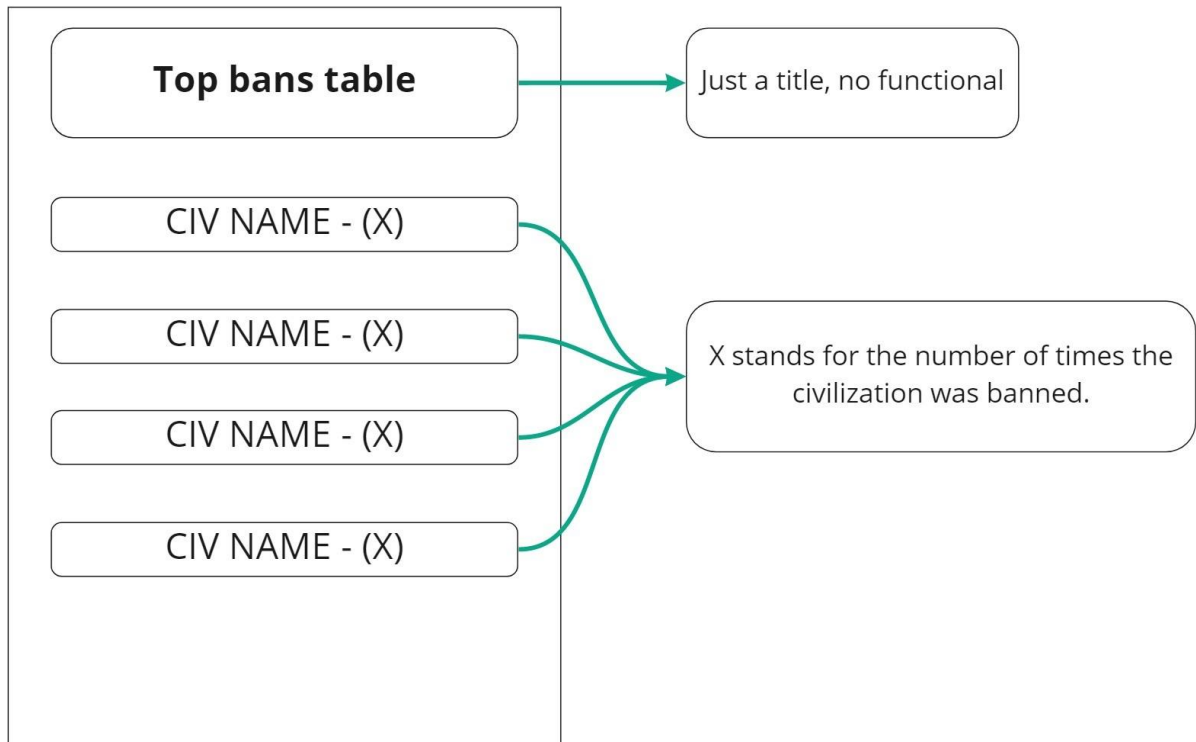 Top bans table
Just a title, no functional
CIV NAME - (X)
CIV NAME - (X)
CIV NAME - (X)
CIV NAME - (X)
X stands for the number of times the
civilization was banned.